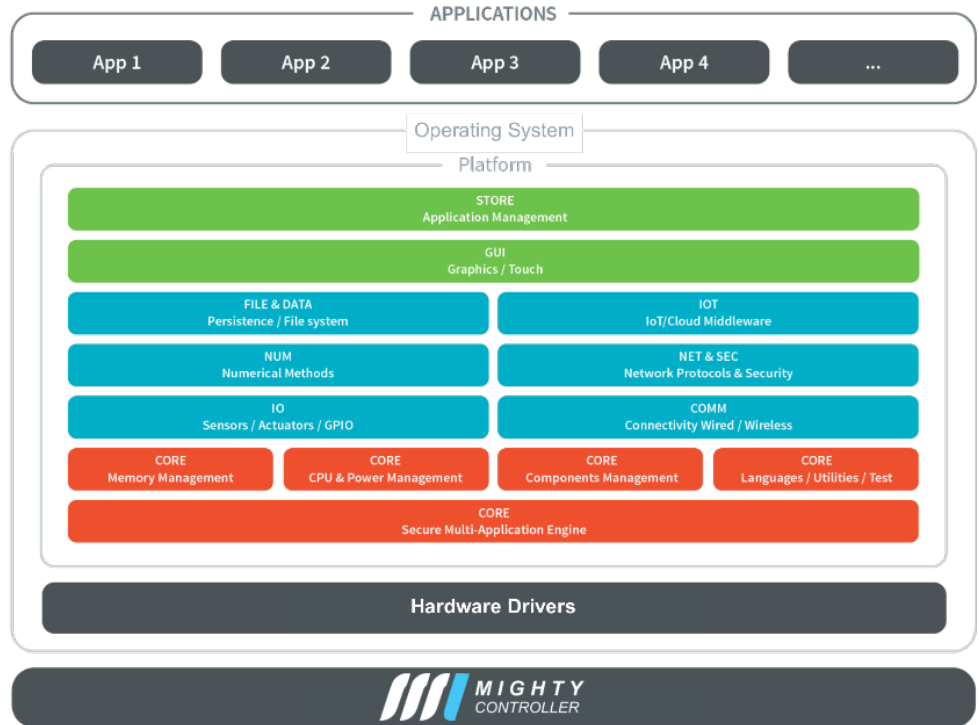 APPLICATIONS
App 1 App 2 App 3 App 4 ...
Operating System
Platform
STORE
Application Management
GUI
Graphics / Touch
FILE & DATA
Persistence / File system
IOT
IoT/Cloud Middleware
NUM
Numerical Methods
NET & SEC
Network Protocols & Security
IO
Sensors / Actuators / GPIO
COMM
Connectivity Wired / Wireless
CORE
Memory Management
CORE
CPU & Power Management
CORE
Components Management
CORE
Languages / Utilities / Test
CORE
Secure Multi-Application Engine
Hardware Drivers
MIGHTY
CONTROLLER